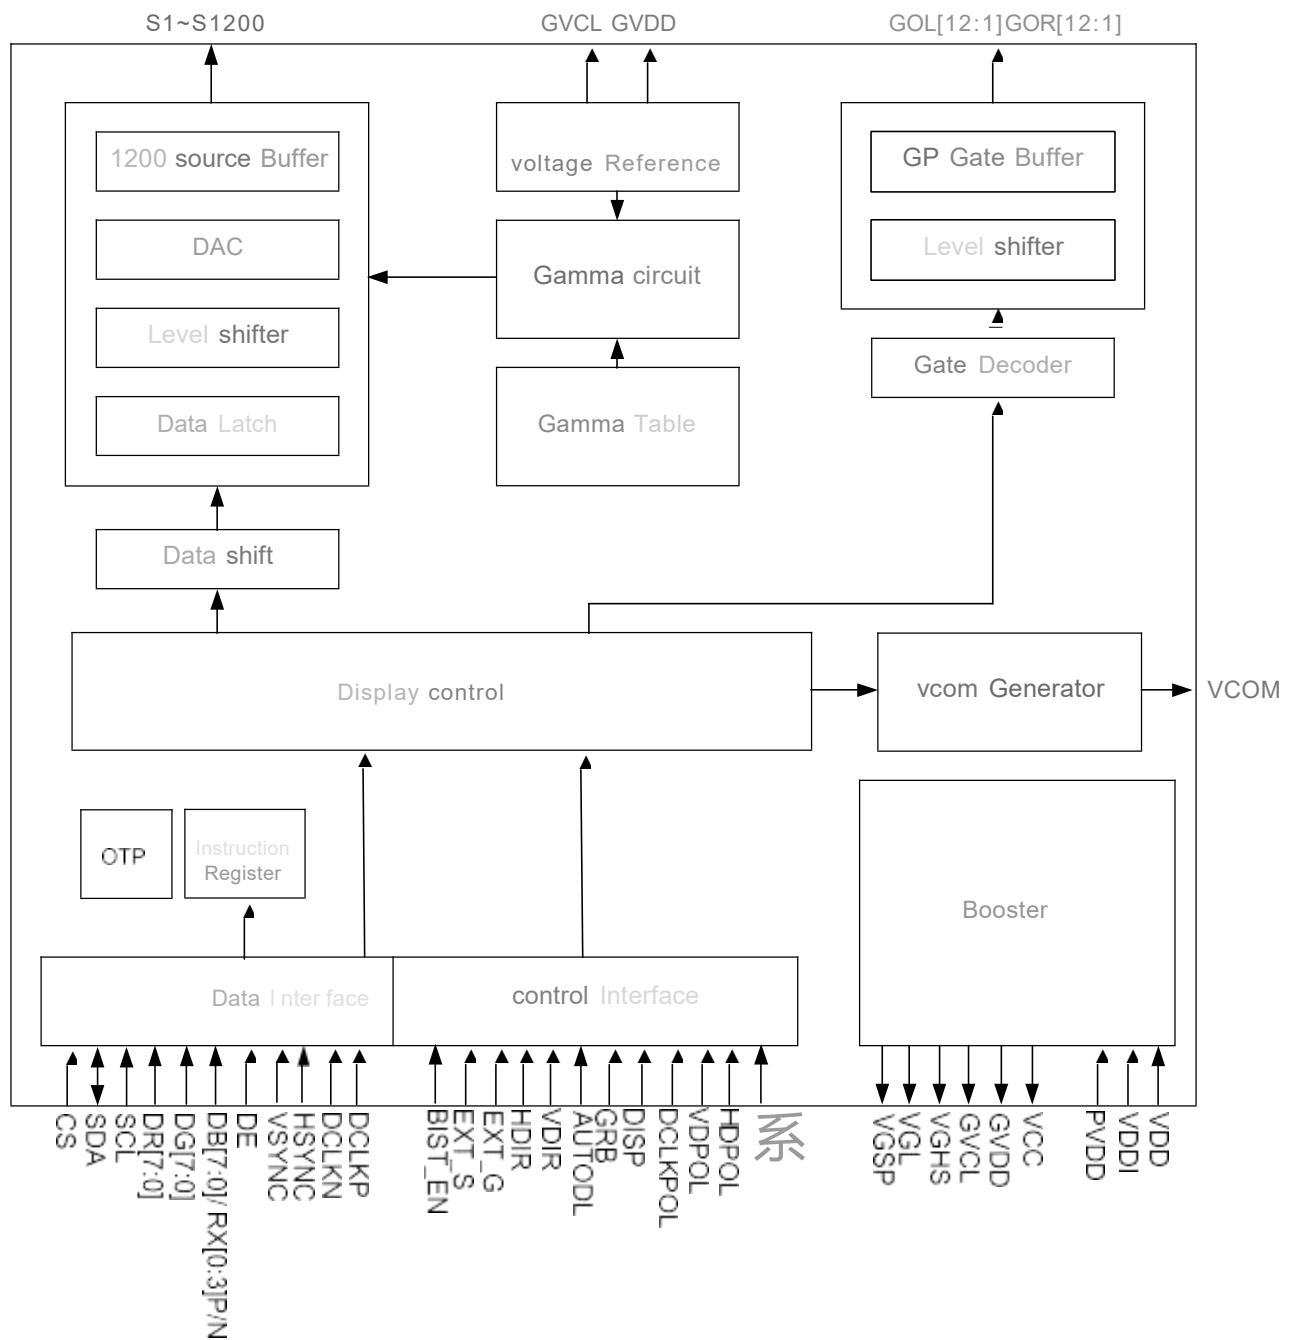 S1~S1200
GVCL GVDD
GOL[12:1]GOR[12:1]
1200 source Buffer
DAC
Level shifter
Data Latch
voltage Reference
Gamma circuit
Gamma Table
GP Gate Buffer
Level shifter
Gate Decoder
Data shift
Display control
vcom Generator
VCOM
OTP
Instruction
Register
Booster
Data Interface
control Interface
CS
SDA
SCL
DR[7:0]
DG[7:0]
DB[7:0]/ RX[0:3]P/N
DE
VSYNC
HSYNC
DCLKN
DCLKP
BIST_EN
EXT_S
EXT_G
HDIR
VDIR
AUTODL
GRB
DISP
DCLKPOL
VDPOL
HDPOL
系
VGSP
VGL
VGHS
GVCL
GVDD
VCC
PVDD
VDDI
VDD